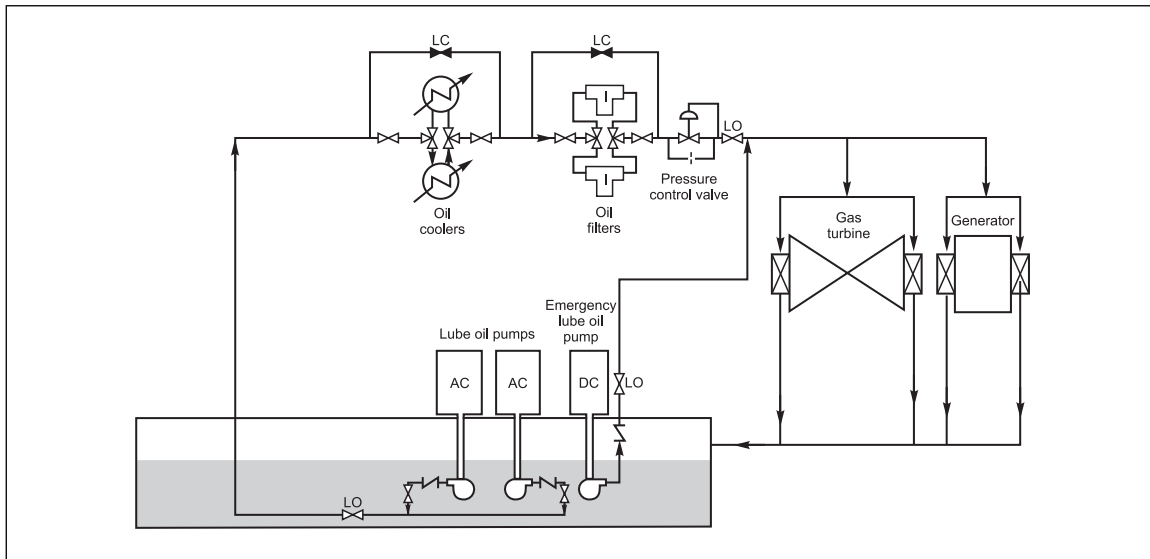 LC
LC
LO
Pressure
control valve
Oil
coolers
Oil
filters
Gas
turbine
Generator
Emergency
lube oil
pump
Lube oil pumps
AC
AC
DC
LO
LO